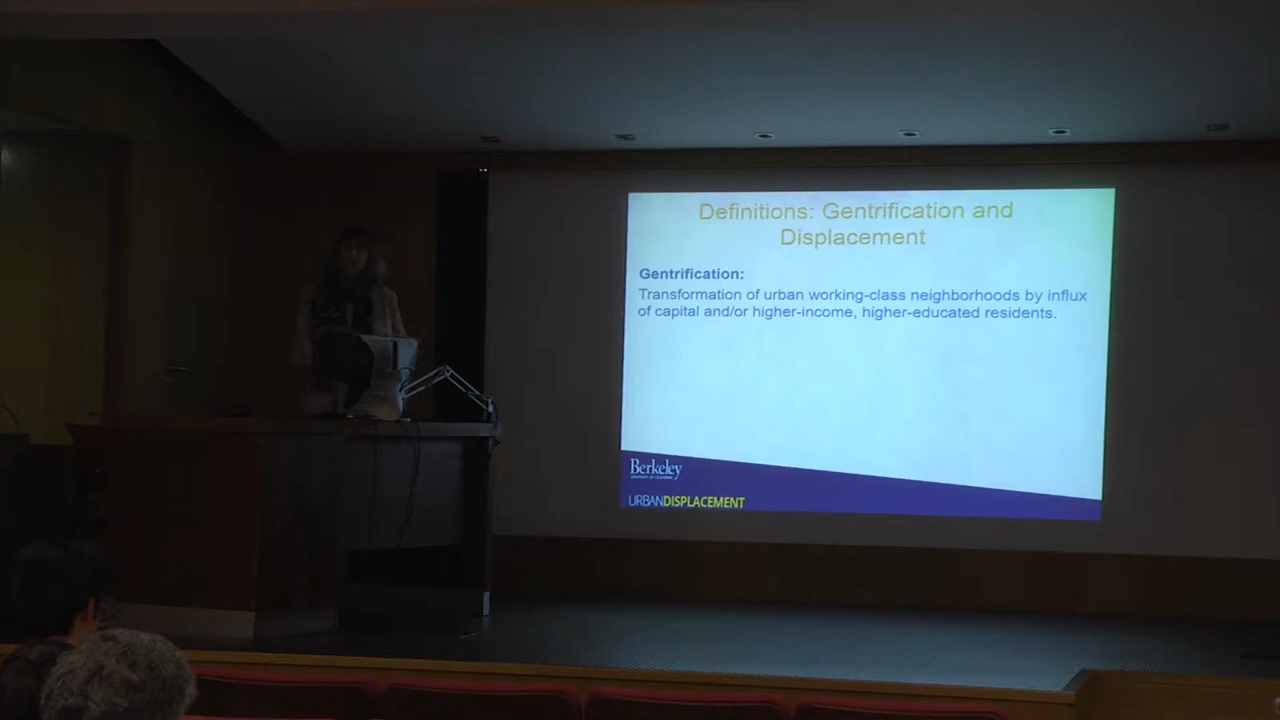 Definitions: Gentrification and
Displacement
Gentrification:
Transformation of urban working-class neighborhoods by influx
of capital and/or higher-income, higher-educated residents.
Berkeley
UNIVERSITY OF CALIFORNIA
URBANDISPLACEMENT